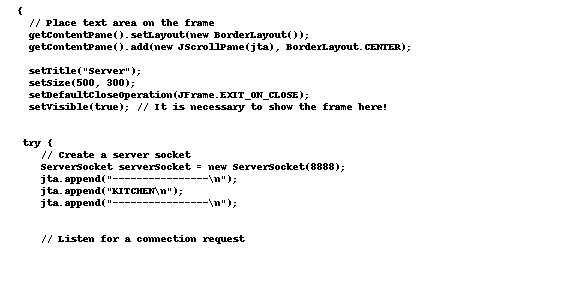 {
// Place text area on the frame
getContentPane().setLayout(new BorderLayout());
getContentPane().add(new JScrollPane(jta), BorderLayout.CENTER);
setTitle("Server");
setSize(500, 300);
setDefaultCloseOperation(JFrame.EXIT_ON_CLOSE);
setVisible(true); // It is necessary to show the frame here!
try {
// Create a server socket
ServerSocket serverSocket = new ServerSocket(8888);
jta.append("----------------\n");
jta.append("KITCHEN\n");
jta.append("----------------\n");
// Listen for a connection request